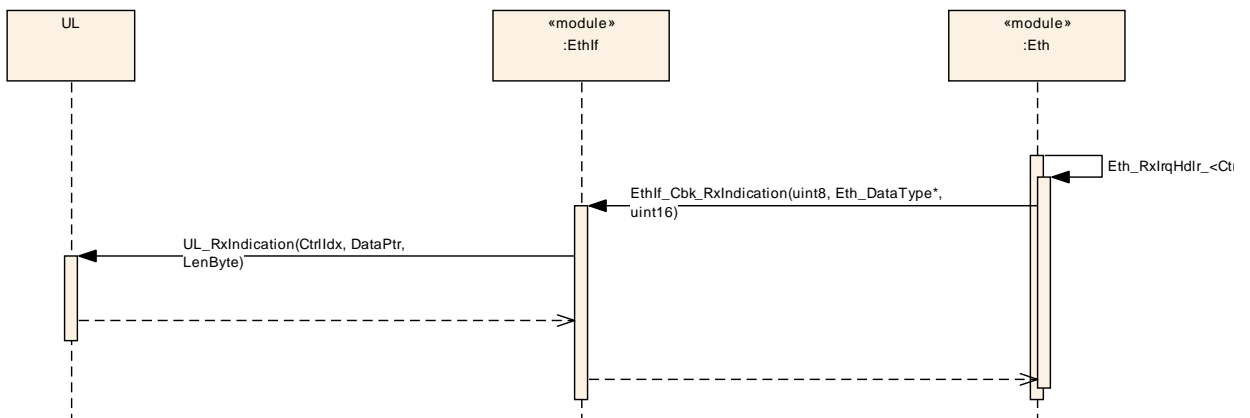 UL
«module»
:EthIf
«module»
:Eth
Eth_RxIrqHdlr_<Ctr
EthIf_Cbk_RxIndication(uint8, Eth_DataType*,
uint16)
UL_RxIndication(CtrlIdx, DataPtr,
LenByte)